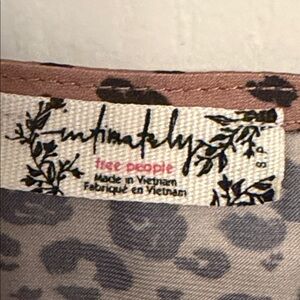 intimately
free people
Made in Vietnam
Fabriqué en Vietnam